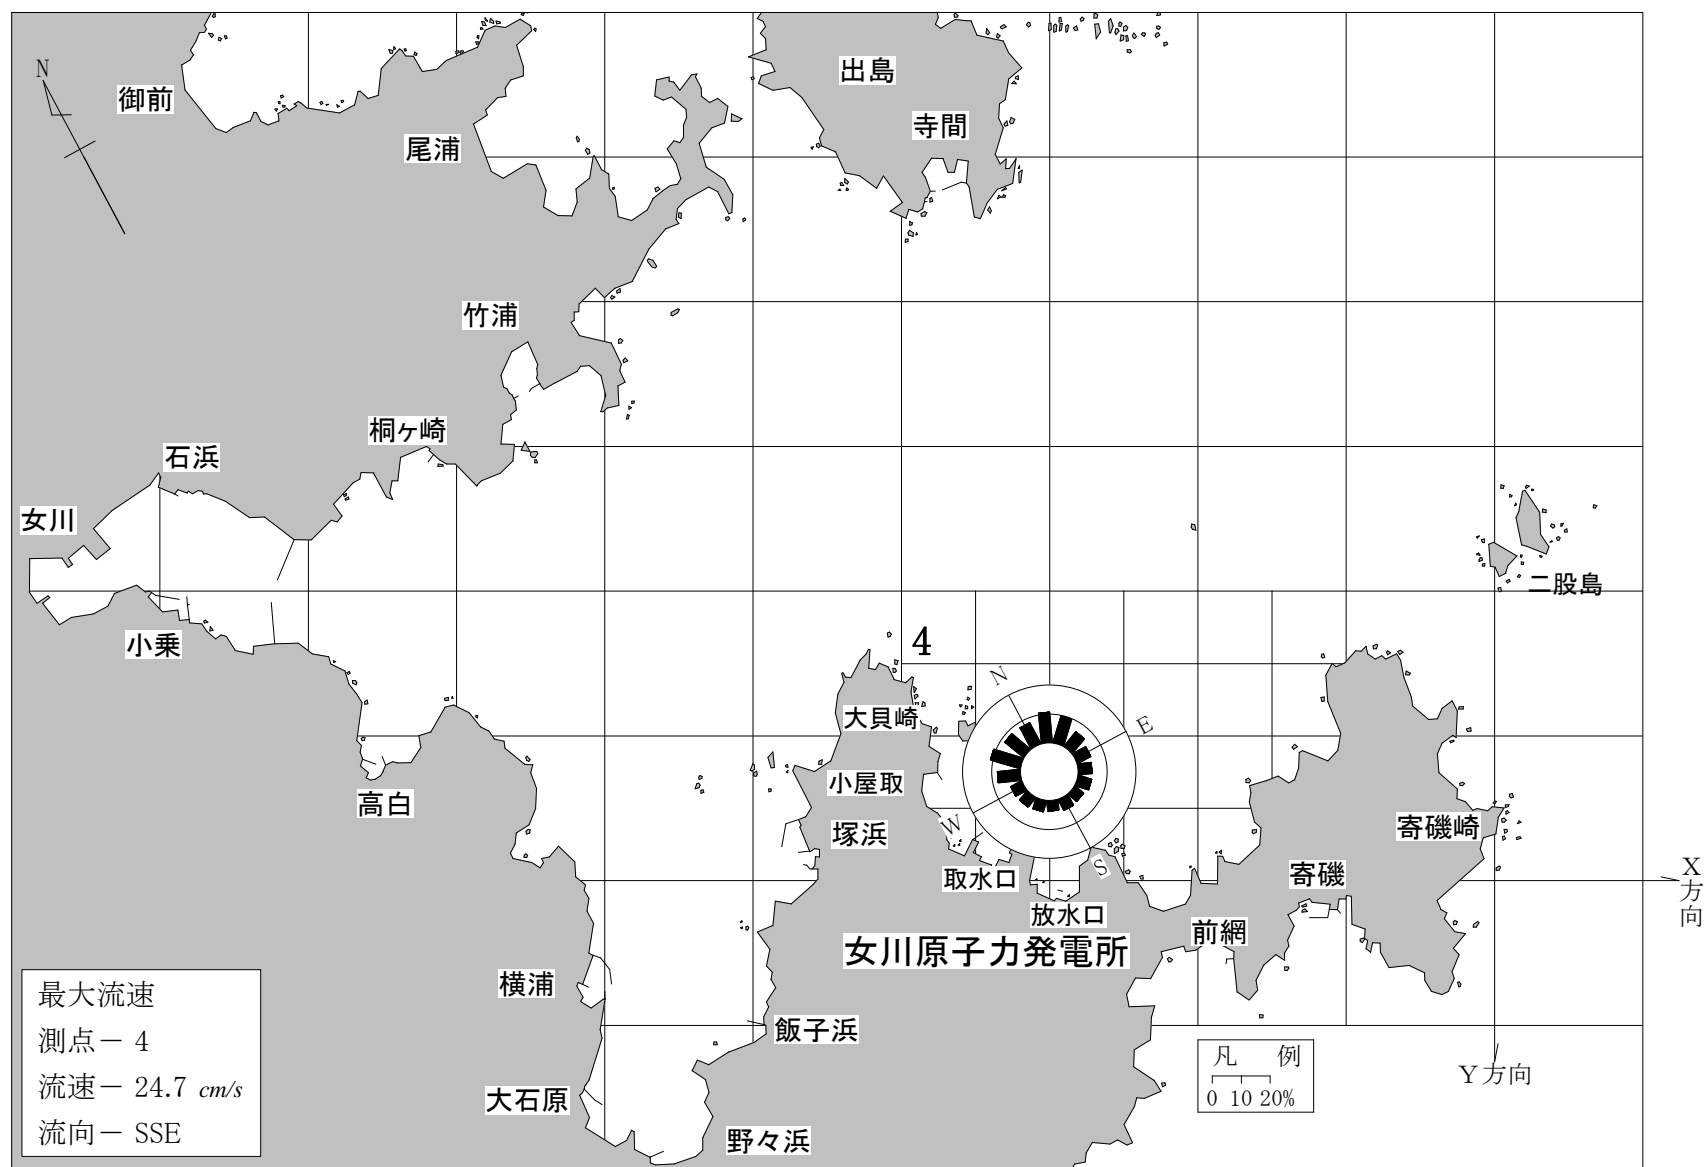 出島
N
御前
寺間
尾浦
竹浦
桐ヶ崎
石浜
女川
二股島
小乗
4
N
大貝崎
E
小屋取
高白
塚浜
W
寄磯崎
S
取水口
寄磯
X方向
放水口
前網
女川原子力発電所
横浦
最大流速
測点－ 4
流速－ 24.7 cm/s
流向－ SSE
飯子浜
凡 例
0 10 20%
Y方向
大石原
野々浜